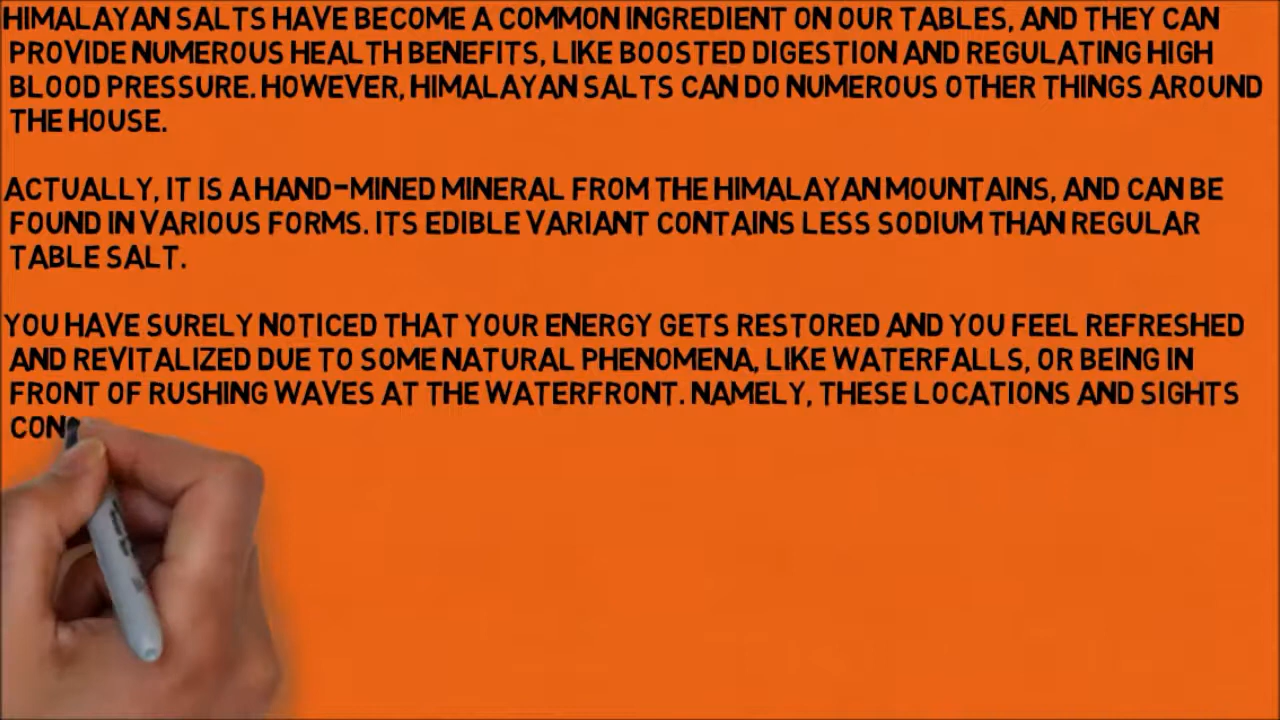 HIMALAYAN SALTS HAVE BECOME A COMMON INGREDIENT ON OUR TABLES, AND THEY CAN
PROVIDE NUMEROUS HEALTH BENEFITS, LIKE BOOSTED DIGESTION AND REGULATING HIGH
BLOOD PRESSURE. HOWEVER, HIMALAYAN SALTS CAN DO NUMEROUS OTHER THINGS AROUND
THE HOUSE.
ACTUALLY, IT IS A HAND-MINED MINERAL FROM THE HIMALAYAN MOUNTAINS, AND CAN BE
FOUND IN VARIOUS FORMS. ITS EDIBLE VARIANT CONTAINS LESS SODIUM THAN REGULAR
TABLE SALT.
YOU HAVE SURELY NOTICED THAT YOUR ENERGY GETS RESTORED AND YOU FEEL REFRESHED
AND REVITALIZED DUE TO SOME NATURAL PHENOMENA, LIKE WATERFALLS, OR BEING IN
FRONT OF RUSHING WAVES AT THE WATERFRONT. NAMELY, THESE LOCATIONS AND SIGHTS